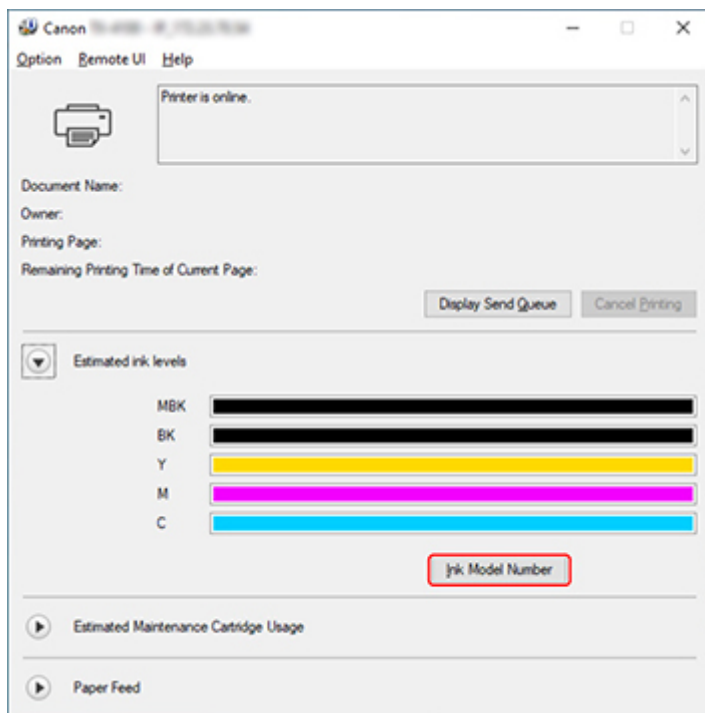 Canon
Option Remote UI Help
Printer is online.
Document Name:
Owner:
Printing Page:
Remaining Printing Time of Current Page:
Display Send Queue Cancel Printing
Estimated ink levels
MBK
BK
Y
M
C
Ink Model Number
Estimated Maintenance Cartridge Usage
Paper Feed